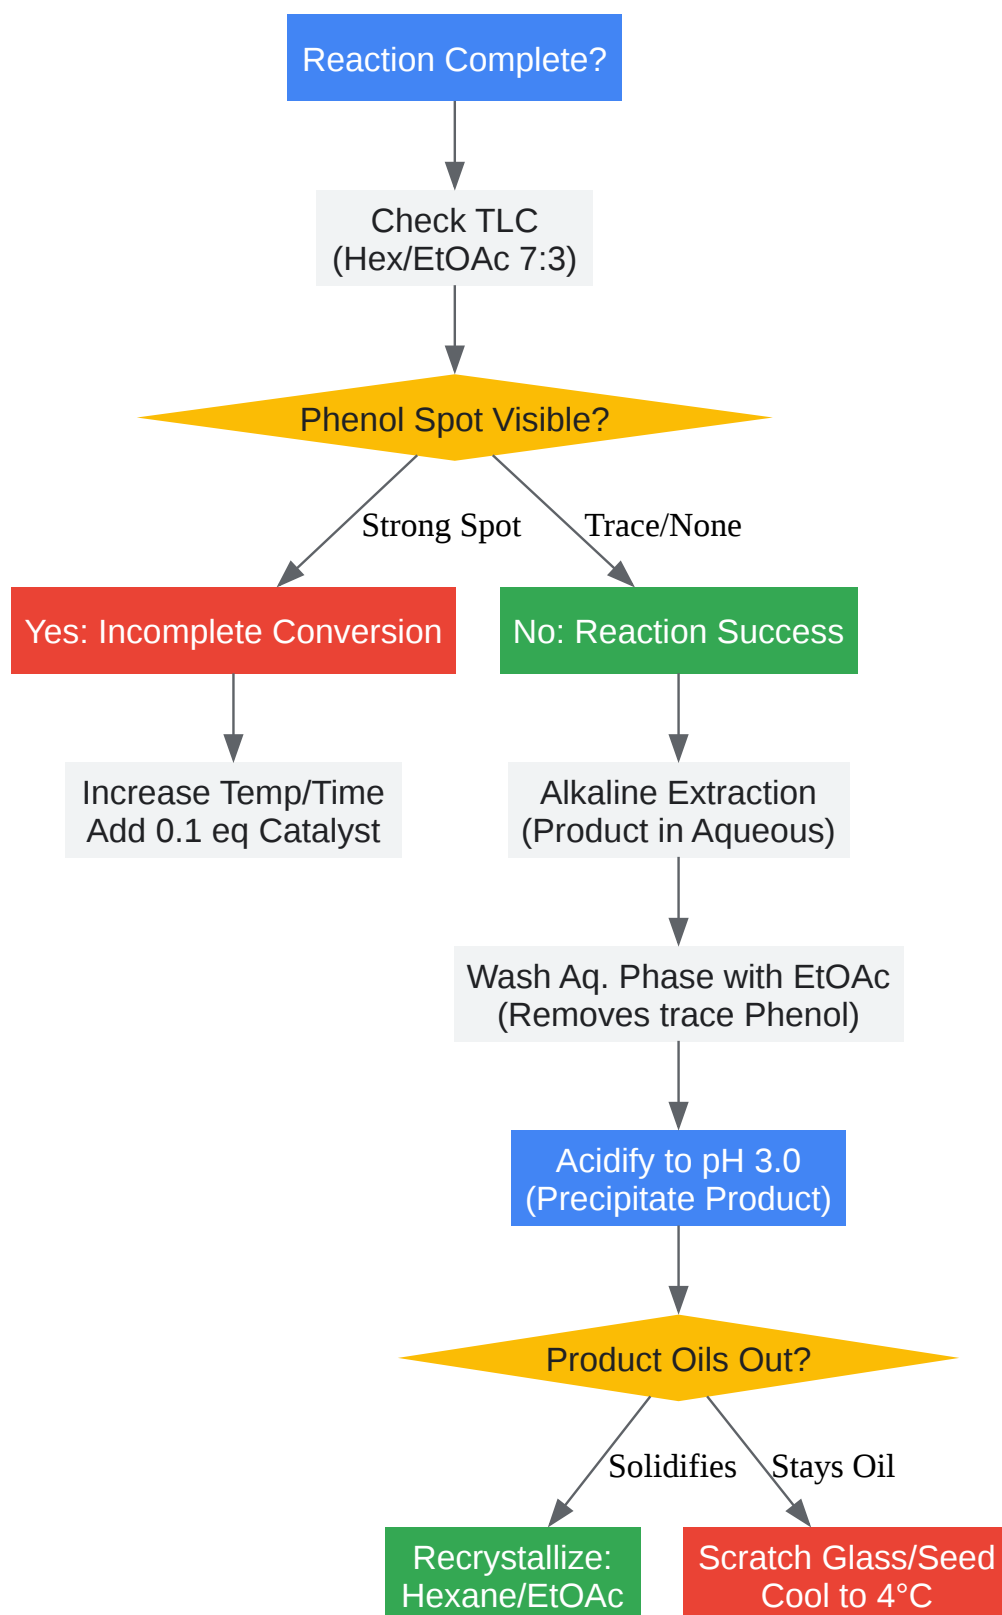 Reaction Complete?
Check TLC
(Hex/EtOAc 7:3)
Phenol Spot Visible?
Strong Spot
Trace/None
Yes: Incomplete Conversion
No: Reaction Success
Increase Temp/Time
Add 0.1 eq Catalyst
Alkaline Extraction
(Product in Aqueous)
Wash Aq. Phase with EtOAc
(Removes trace Phenol)
Acidify to pH 3.0
(Precipitate Product)
Product Oils Out?
Solidifies
Stays Oil
Recrystallize:
Hexane/EtOAc
Scratch Glass/Seed
Cool to 4°C